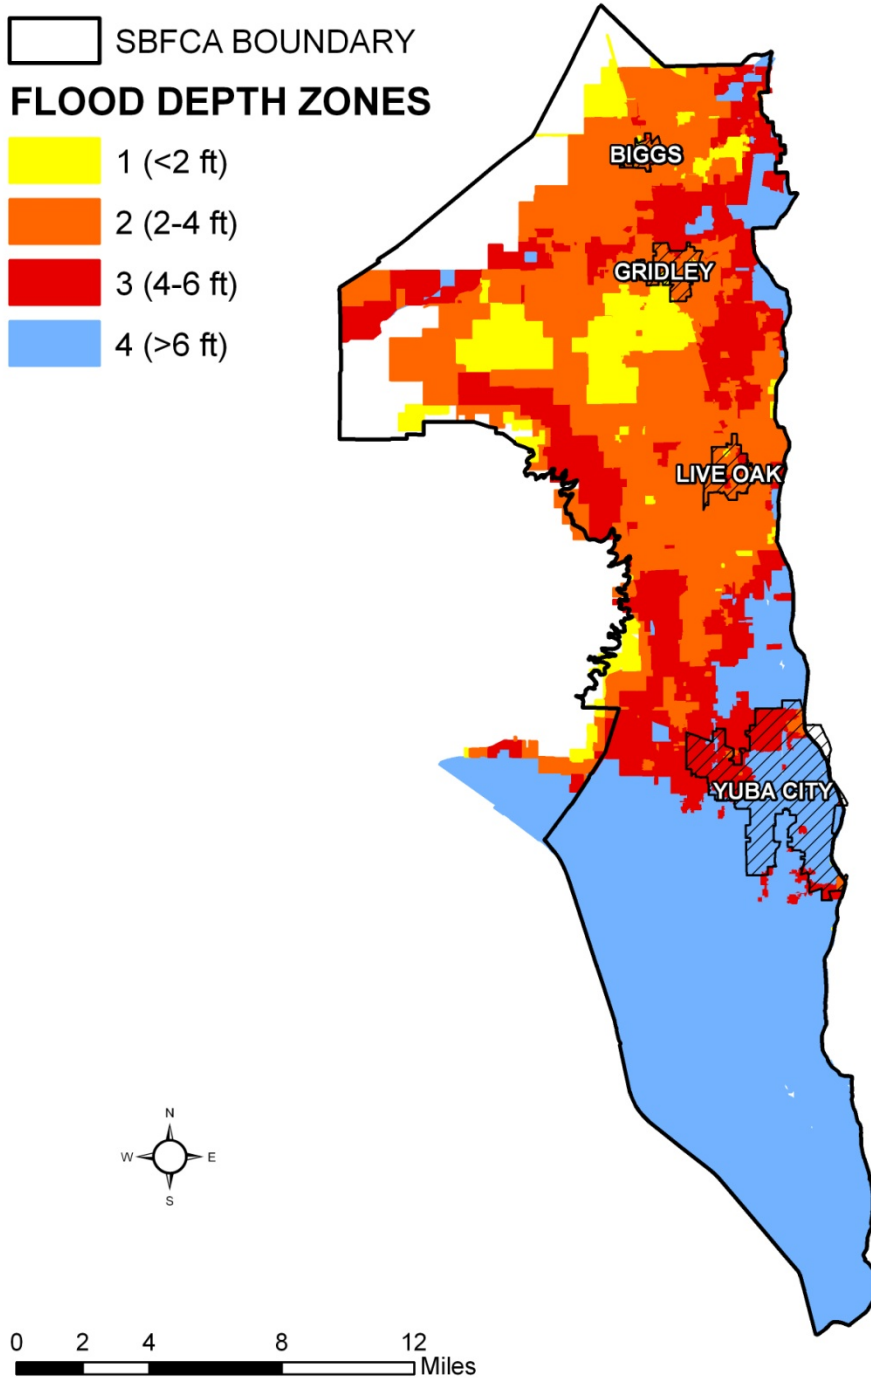 SBFCA BOUNDARY
FLOOD DEPTH ZONES
1 (<2 ft)
2 (2-4 ft)
3 (4-6 ft)
4 (>6 ft)
BIGGS
GRIDLEY
LIVE OAK
YUBA CITY
N
W E
S
0 2 4 8 12
Miles